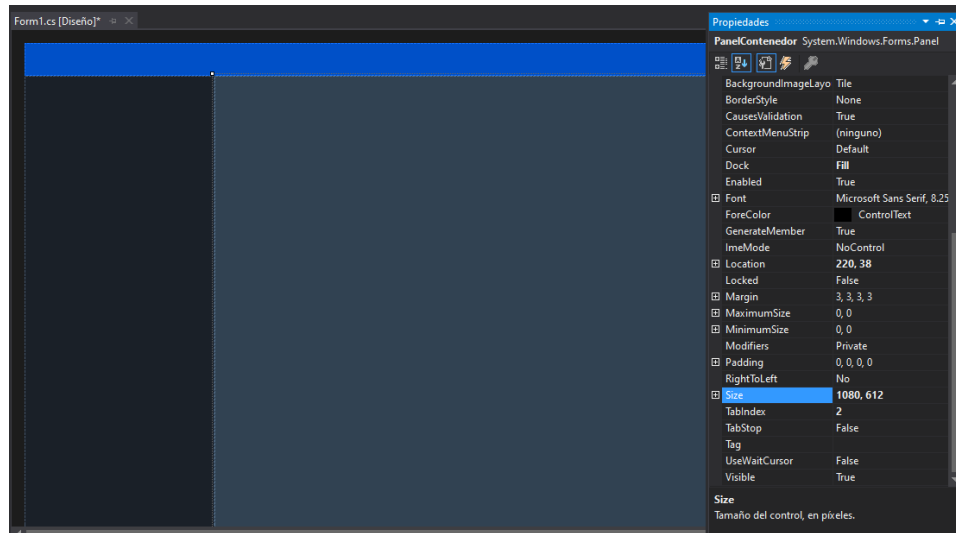 Form1.cs [Diseño]*
Propiedades
PanelContenedor System.Windows.Forms.Panel
BackgroundImageLayo Tile
BorderStyle None
CausesValidation True
ContextMenuStrip (ninguno)
Cursor Default
Dock Fill
Enabled True
Font Microsoft Sans Serif, 8.25
ForeColor ControlText
GenerateMember True
ImeMode NoControl
Location 220, 38
Locked False
Margin 3, 3, 3, 3
MaximumSize 0, 0
MinimumSize 0, 0
Modifiers Private
Padding 0, 0, 0, 0
RightToLeft No
Size 1080, 612
TabIndex 2
TabStop False
Tag
UseWaitCursor False
Visible True
Size
Tamaño del control, en píxeles.